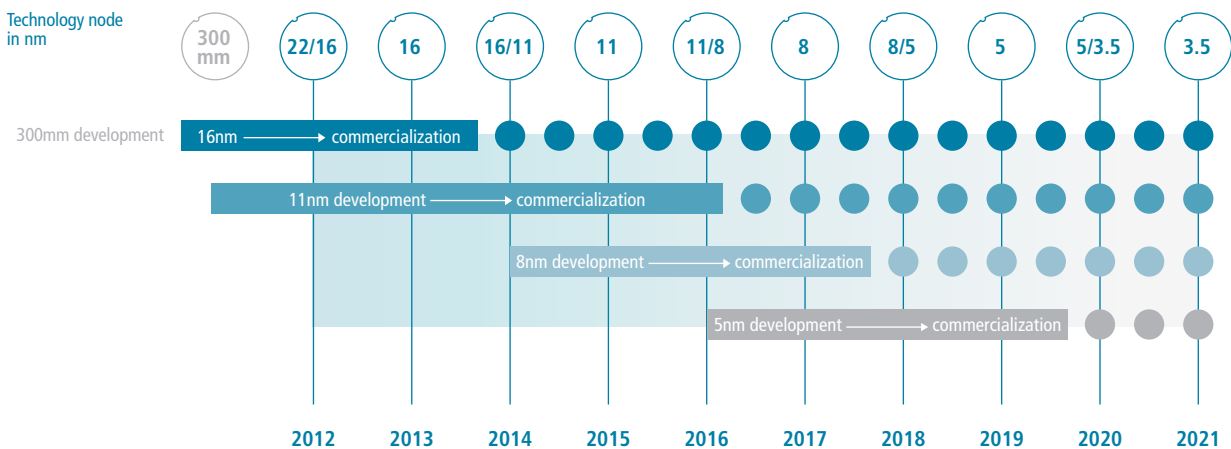 Technology node
in nm
300
mm
22/16
16
16/11
11
11/8
8
8/5
5
5/3.5
3.5
300mm development
16nm → commercialization
11nm development → commercialization
8nm development → commercialization
5nm development → commercialization
2012
2013
2014
2015
2016
2017
2018
2019
2020
2021